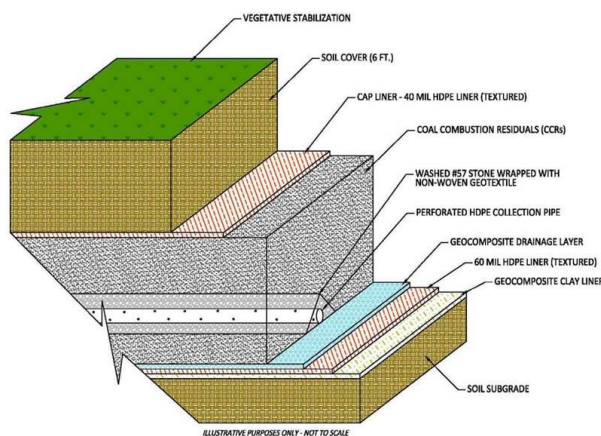 VEGETATIVE STABILIZATION
SOIL COVER (6 FT.)
CAP LINER - 40 MIL HDPE LINER (TEXTURED)
COAL COMBUSTION RESIDUALS (CCRs)
WASHED #57 STONE WRAPPED WITH
NON-WOVEN GEOTEXTILE
PERFORATED HDPE COLLECTION PIPE
GEOCOMPOSITE DRAINAGE LAYER
60 MIL HDPE LINER (TEXTURED)
GEOCOMPOSITE CLAY LINER
SOIL SUBGRADE
ILLUSTRATIVE PURPOSES ONLY - NOT TO SCALE